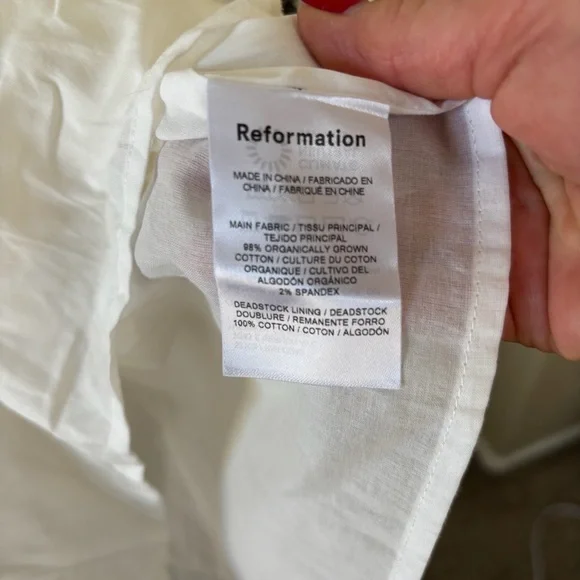 Reformation
MADE IN CHINA / FABRICADO EN
CHINA / FABRIQUÉ EN CHINE
MAIN FABRIC / TISSU PRINCIPAL /
TEJIDO PRINCIPAL
98% ORGANICALLY GROWN
COTTON / CULTURE DU COTON
ORGANIQUE / CULTIVO DEL
ALGODÓN ORGÁNICO
2% SPANDEX
DEADSTOCK LINING / DEADSTOCK
DOUBLURE / REMANENTE FORRO
100% COTTON / COTON / ALGODÓN